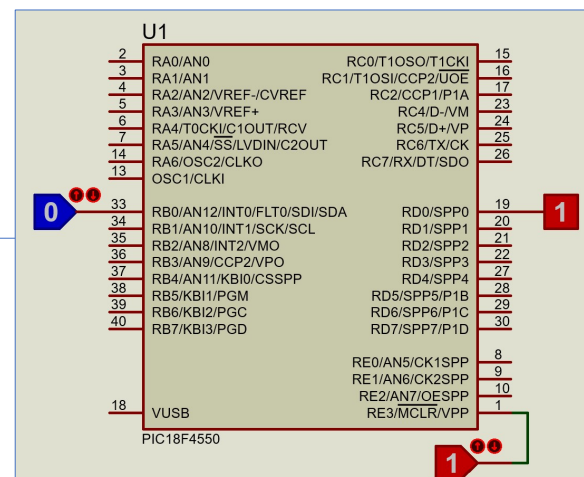 U1
2 RA0/AN0 RC0/T1OSO/T1CKI 15
3 RA1/AN1 RC1/T1OSI/CCP2/UOE 16
4 RA2/AN2/VREF-/CVREF RC2/CCP1/P1A 17
5 RA3/AN3/VREF+ RC4/D-/VM 23
6 RA4/T0CKI/C1OUT/RCV RC5/D+/VP 24
7 RA5/AN4/SS/LVDIN/C2OUT RC6/TX/CK 25
14 RA6/OSC2/CLKO RC7/RX/DT/SDO 26
13 OSC1/CLKI
0 33 RB0/AN12/INT0/FLT0/SDI/SDA RD0/SPP0 19 1
34 RB1/AN10/INT1/SCK/SCL RD1/SPP1 20
35 RB2/AN8/INT2/VMO RD2/SPP2 21
36 RB3/AN9/CCP2/VPO RD3/SPP3 22
37 RB4/AN11/KBI0/CSSPP RD4/SPP4 27
38 RB5/KBI1/PGM RD5/SPP5/P1B 28
39 RB6/KBI2/PGC RD6/SPP6/P1C 29
40 RB7/KBI3/PGD RD7/SPP7/P1D 30
RE0/AN5/CK1SPP 8
RE1/AN6/CK2SPP 9
RE2/AN7/OESPP 10
18 VUSB RE3/MCLR/VPP 1
PIC18F4550
1